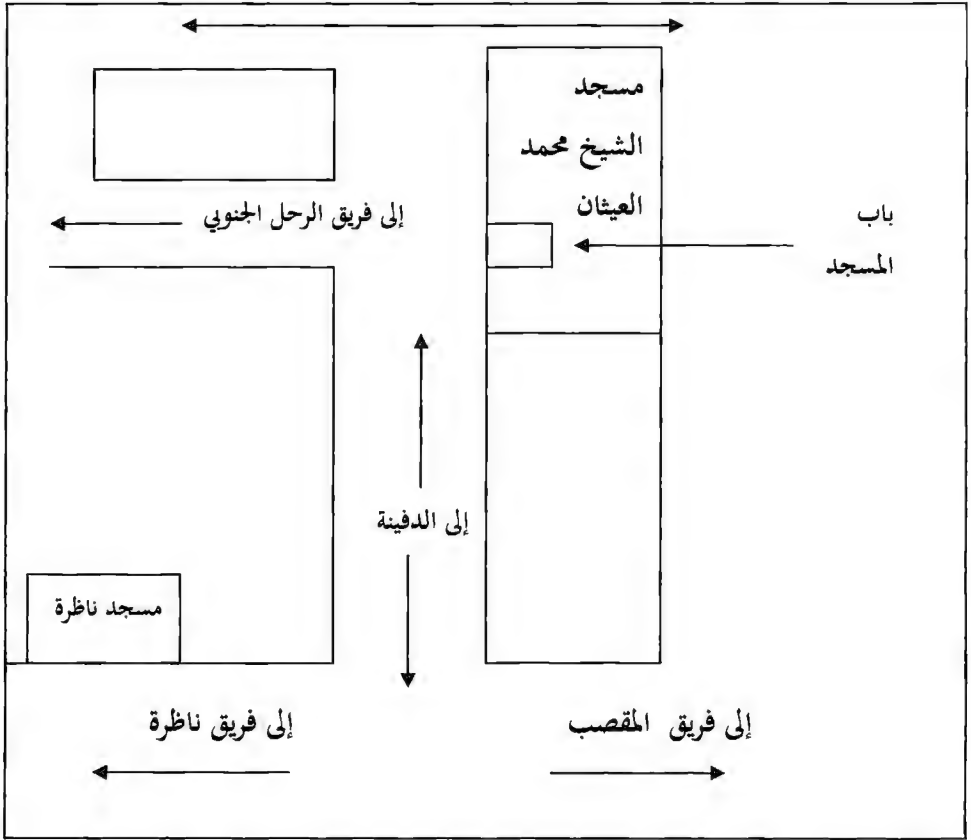 مسجد
الشيخ محمد
العيثان
باب
المسجد
إلى فريق الرحل الجنوبي
إلى الدفينة
مسجد ناظرة
إلى فريق المقصب
إلى فريق ناظرة